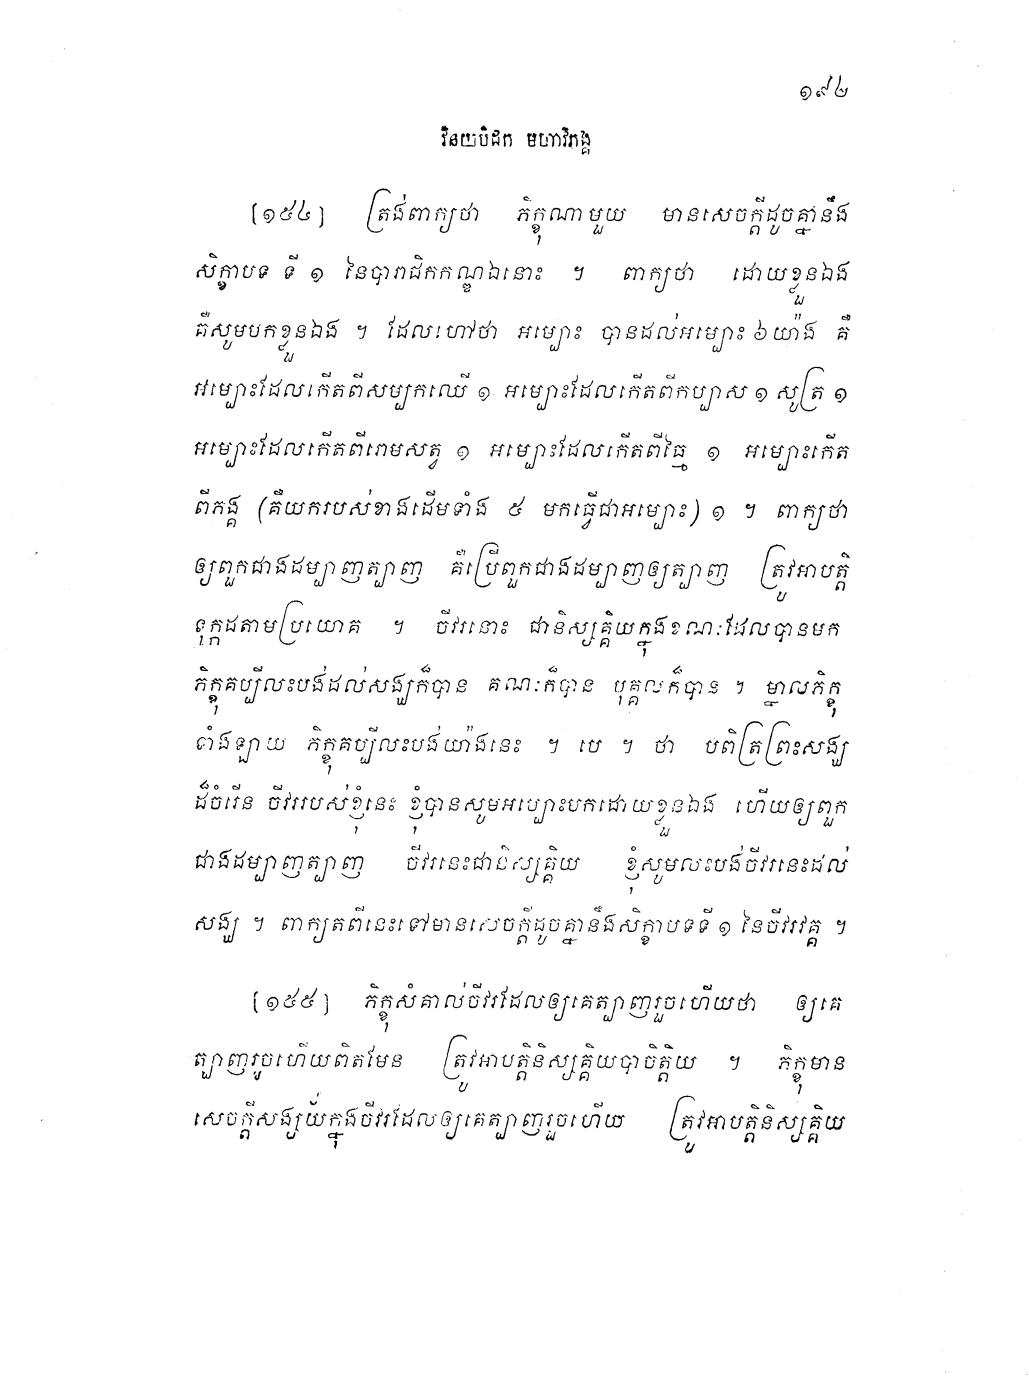 ១៩៤
វិនយបិដក មហាវិភង្គ
[១៥៤] ត្រង់ពាក្យថា ភិក្ខុណាមួយ មានសេចក្ដីដូចគ្នានឹង
សិក្ខាបទ ទី ១ នៃបារាជិកកណ្ឌឯនោះ ។ ពាក្យថា ដោយខ្លួនឯង
គឺសូមបកខ្លួនឯង ។ ដែលហៅថា អម្បោះ បានដល់អម្បោះ ៦ យ៉ាង គឺ
អម្បោះដែលកើតពីសម្បកឈើ ១ អម្បោះដែលកើតពីកប្បាស ១ សូត្រ ១
អម្បោះដែលកើតពីរោមសត្វ ១ អម្បោះដែលកើតពីធ្មៃ ១ អម្បោះកើត
ពីភង្គ (គឺយករបស់ខាងដើមទាំង ៥ មកធ្វើជាអម្បោះ) ១ ។ ពាក្យថា
ឲ្យពួកជាងដម្បាញត្បាញ គឺប្រើពួកជាងដម្បាញឲ្យត្បាញ ត្រូវអាបត្តិ
ទុក្កដតាមប្រយោគ ។ ចីវរនោះ ជានិស្សគ្គិយក្នុងខណៈដែលបានមក
ភិក្ខុគប្បីលះបង់ដល់សង្ឃក៏បាន គណៈក៏បាន បុគ្គលក៏បាន ។ ម្នាលភិក្ខុ
ទាំងឡាយ ភិក្ខុគប្បីលះបង់យ៉ាងនេះ ។ បេ ។ ថា បពិត្រព្រះសង្ឃ
ដ៏ចំរើន ចីវររបស់ខ្ញុំនេះ ខ្ញុំបានសូមអម្បោះបកដោយខ្លួនឯង ហើយឲ្យពួក
ជាងដម្បាញត្បាញ ចីវរនេះជានិស្សគ្គិយ ខ្ញុំសូមលះបង់ចីវរនេះដល់
សង្ឃ ។ ពាក្យតពីនេះទៅមានសេចក្ដីដូចគ្នានឹងសិក្ខាបទទី ១ នៃចីវរវគ្គ ។
[១៥៥] ភិក្ខុសំគាល់ចីវរដែលឲ្យគេត្បាញរួចហើយថា ឲ្យគេ
ត្បាញរួចហើយពិតមែន ត្រូវអាបត្តិនិស្សគ្គិយបាចិត្តិយ ។ ភិក្ខុមាន
សេចក្ដីសង្ស័យក្នុងចីវរដែលឲ្យគេត្បាញរួចហើយ ត្រូវអាបត្តិនិស្សគ្គិយ